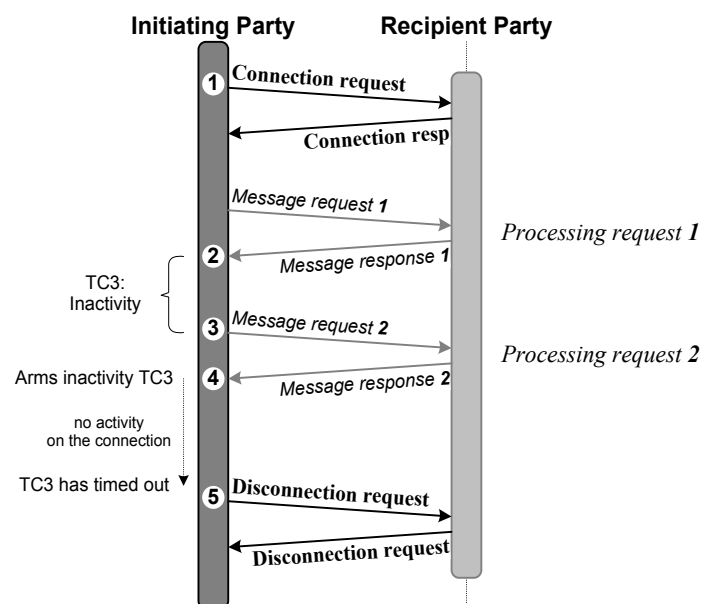 Initiating Party
Recipient Party
1
Connection request
Connection resp
Message request 1
Processing request 1
2
Message response 1
TC3:
Inactivity
3
Message request 2
Processing request 2
Arms inactivity TC3
4
Message response 2
no activity
on the connection
TC3 has timed out
5
Disconnection request
Disconnection request